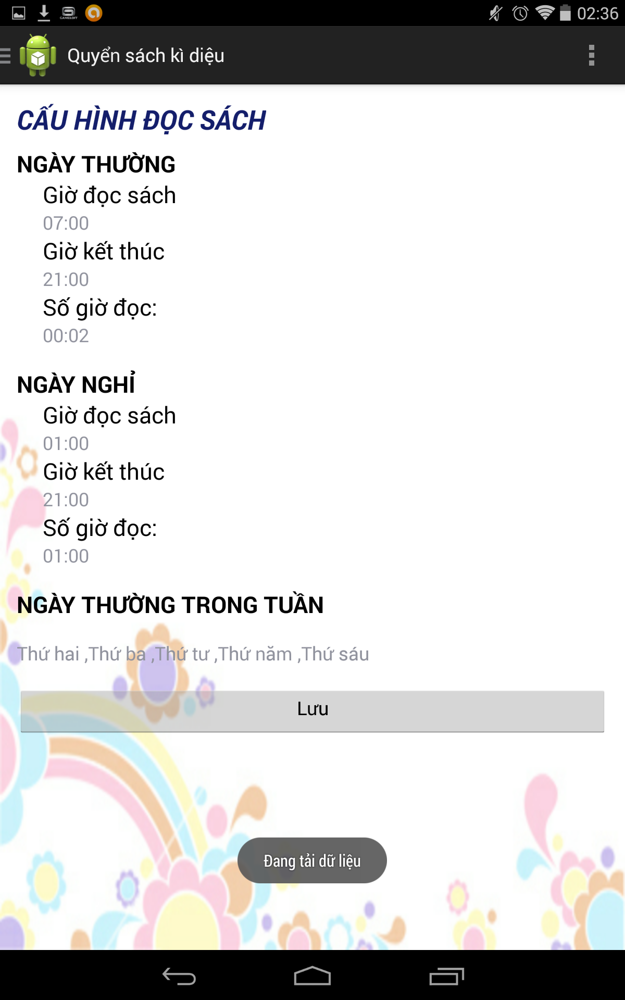 GAMELOFT
02:36
Quyển sách kì diệu
CẤU HÌNH ĐỌC SÁCH
NGÀY THƯỜNG
Giờ đọc sách
07:00
Giờ kết thúc
21:00
Số giờ đọc:
00:02
NGÀY NGHỈ
Giờ đọc sách
01:00
Giờ kết thúc
21:00
Số giờ đọc:
01:00
NGÀY THƯỜNG TRONG TUẦN
Thứ hai ,Thứ ba ,Thứ tư ,Thứ năm ,Thứ sáu
Lưu
Đang tải dữ liệu